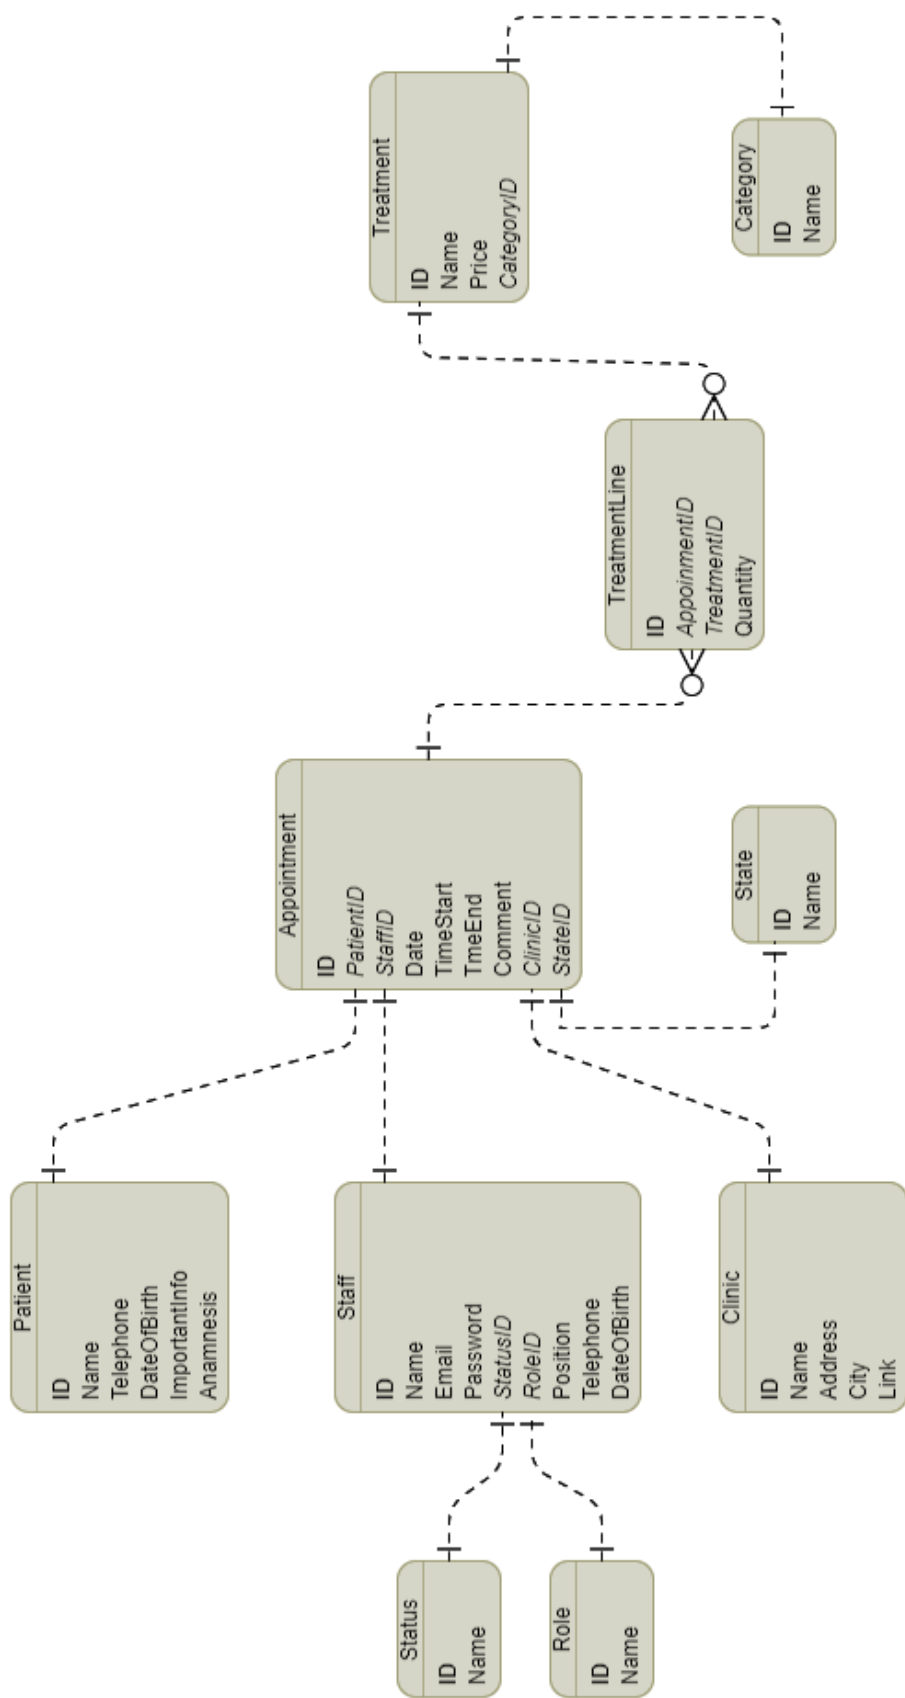 Status
ID
Name
Role
ID
Name
Patient
ID
Name
Telephone
DateOfBirth
ImportantInfo
Anamnesis
Staff
ID
Name
Email
Password
StatusID
RoleID
Position
Telephone
DateOfBirth
Clinic
ID
Name
Address
City
Link
Appointment
ID
PatientID
StaffID
Date
TimeStart
TmeEnd
Comment
ClinicID
StateID
State
ID
Name
TreatmentLine
ID
AppoinmentID
TreatmentID
Quantity
Treatment
ID
Name
Price
CategoryID
Category
ID
Name